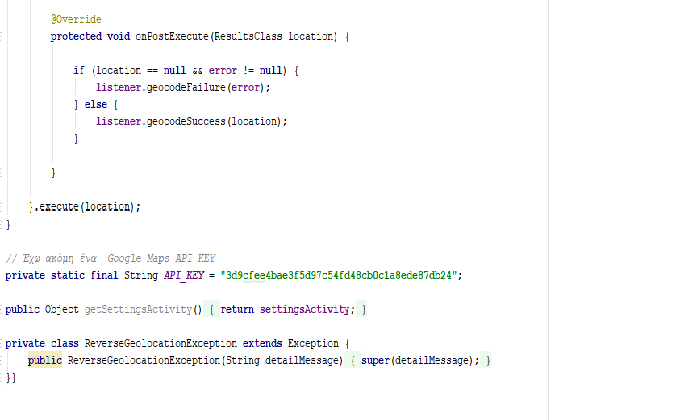 @Override
protected void onPostExecute(ResultsClass location) {
if (location == null && error != null) {
listener.geocodeFailure(error);
} else {
listener.geocodeSuccess(location);
}
}
}.execute(location);
}
// Έχω ακόμη ένα Google Maps API KEY
private static final String API_KEY = "3d9cfee4bae3f5d97c54fd48cb0c1a8ede87db24";
public Object getSettingsActivity() { return settingsActivity; }
private class ReverseGeolocationException extends Exception {
public ReverseGeolocationException(String detailMessage) { super(detailMessage); }
}}